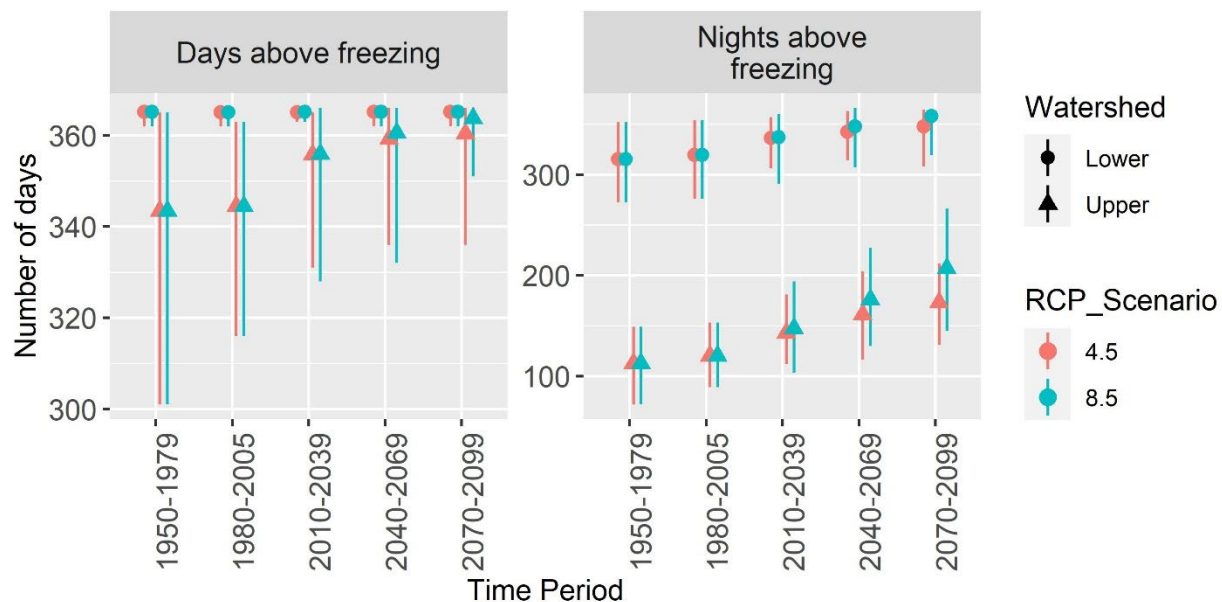 Days above freezing
Nights above
freezing
Number of days
360
340
320
300
300
200
100
1950-1979
1980-2005
2010-2039
2040-2069
2070-2099
1950-1979
1980-2005
2010-2039
2040-2069
2070-2099
Time Period
Watershed
Lower
Upper
RCP_Scenario
4.5
8.5